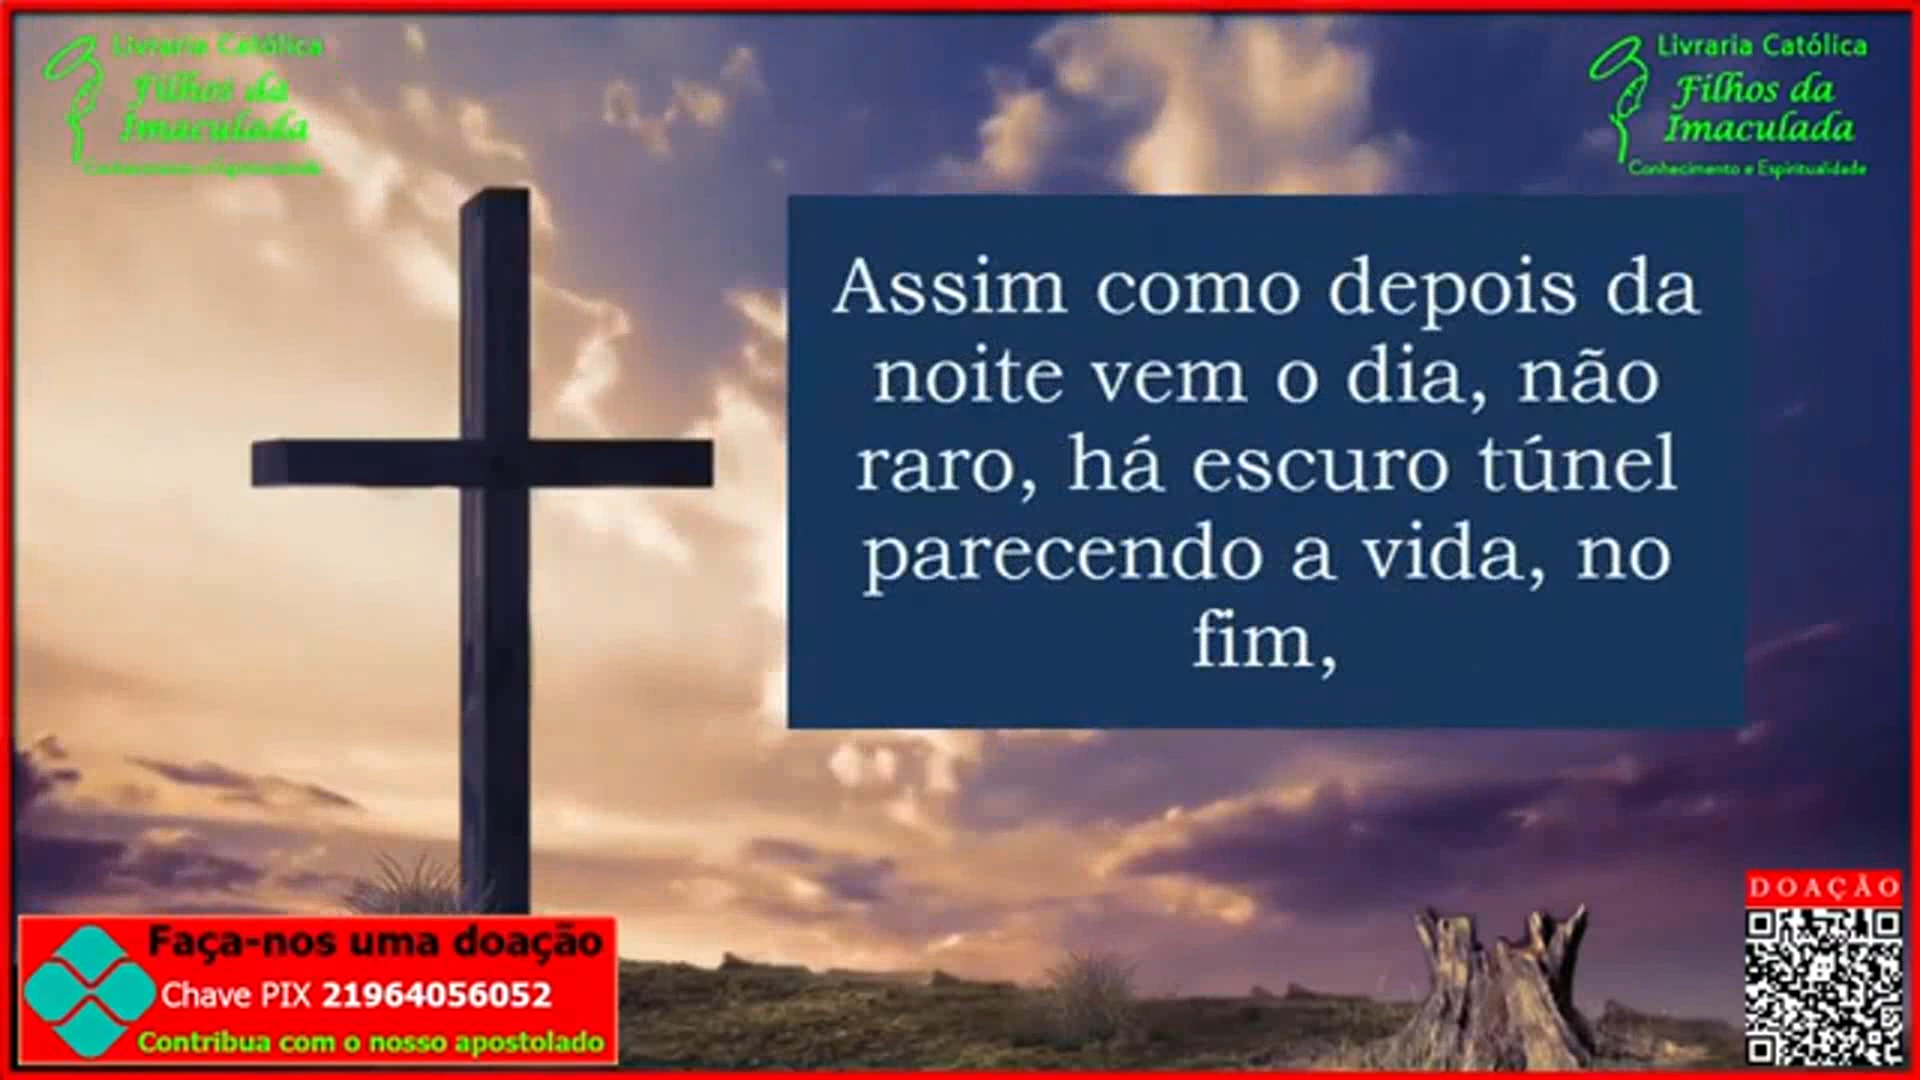 Livraria Católica
Filhos da
Imaculada
Conhecimento e Espiritualidade
Livraria Católica
Filhos da
Imaculada
Conhecimento e Espiritualidade
Assim como depois da
noite vem o dia, não
raro, há escuro túnel
parecendo a vida, no
fim,
DOAÇÃO
Faça-nos uma doação
Chave PIX 21964056052
Contribua com o nosso apostolado